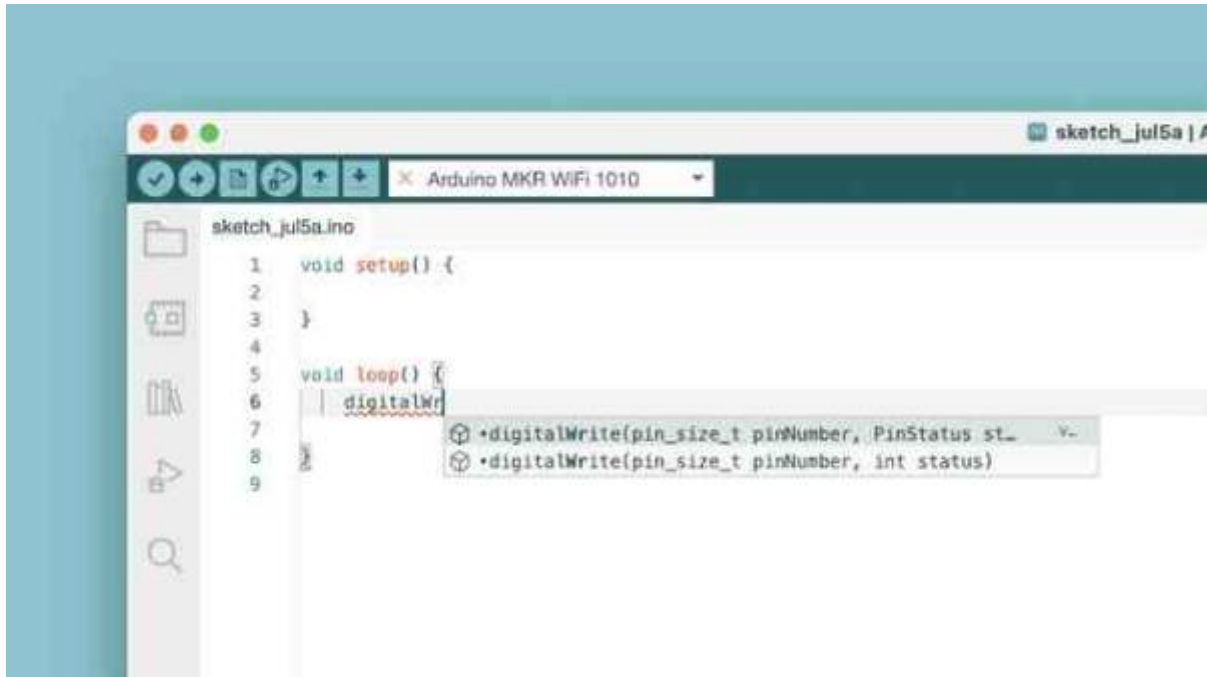 sketch_jul5a | A
Arduino MKR WiFi 1010
sketch_jul5a.ino
1 void setup() {
2
3 }
4
5 void loop() {
6 digitalWr
7 •digitalWrite(pin_size_t pinNumber, PinStatus st… v…
8 } •digitalWrite(pin_size_t pinNumber, int status)
9